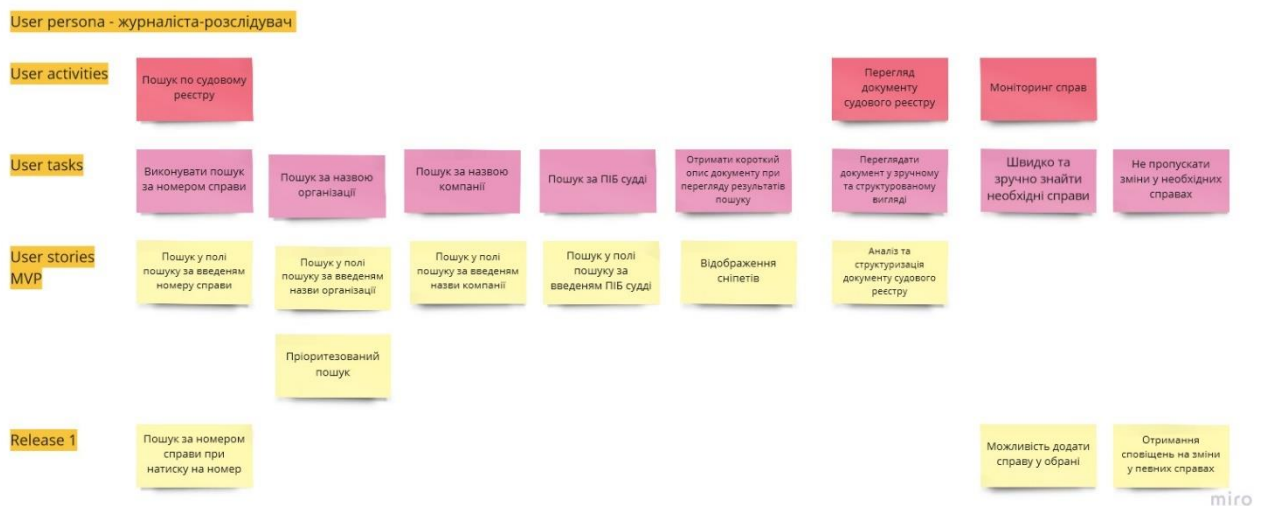 User persona - журналіста-розслідувач
User activities
Пошук по судовому
реєстру
Перегляд
документу
судового реєстру
Моніторинг справ
User tasks
Виконувати пошук
за номером справи
Пошук за назвою
організації
Пошук за назвою
компанії
Пошук за ПІБ судді
Отримати короткий
опис документу при
перегляду результатів
пошуку
Переглядати
документ у зручному
та структурованому
вигляді
Швидко та
зручно знайти
необхідні справи
Не пропускати
зміни у необхідних
справах
User stories
MVP
Пошук у полі
пошуку за введеням
номеру справи
Пошук у полі
пошуку за введеням
назви організації
Пошук у полі
пошуку за введеням
назви компанії
Пошук у полі
пошуку за
введеням ПІБ судді
Відображення
сніпетів
Аналіз та
структуризація
документу судового
реєстру
Пріоритезований
пошук
Release 1
Пошук за номером
справи при
натиску на номер
Можливість додати
справу у обрані
Отримання
сповіщень на зміни
у певних справах
miro